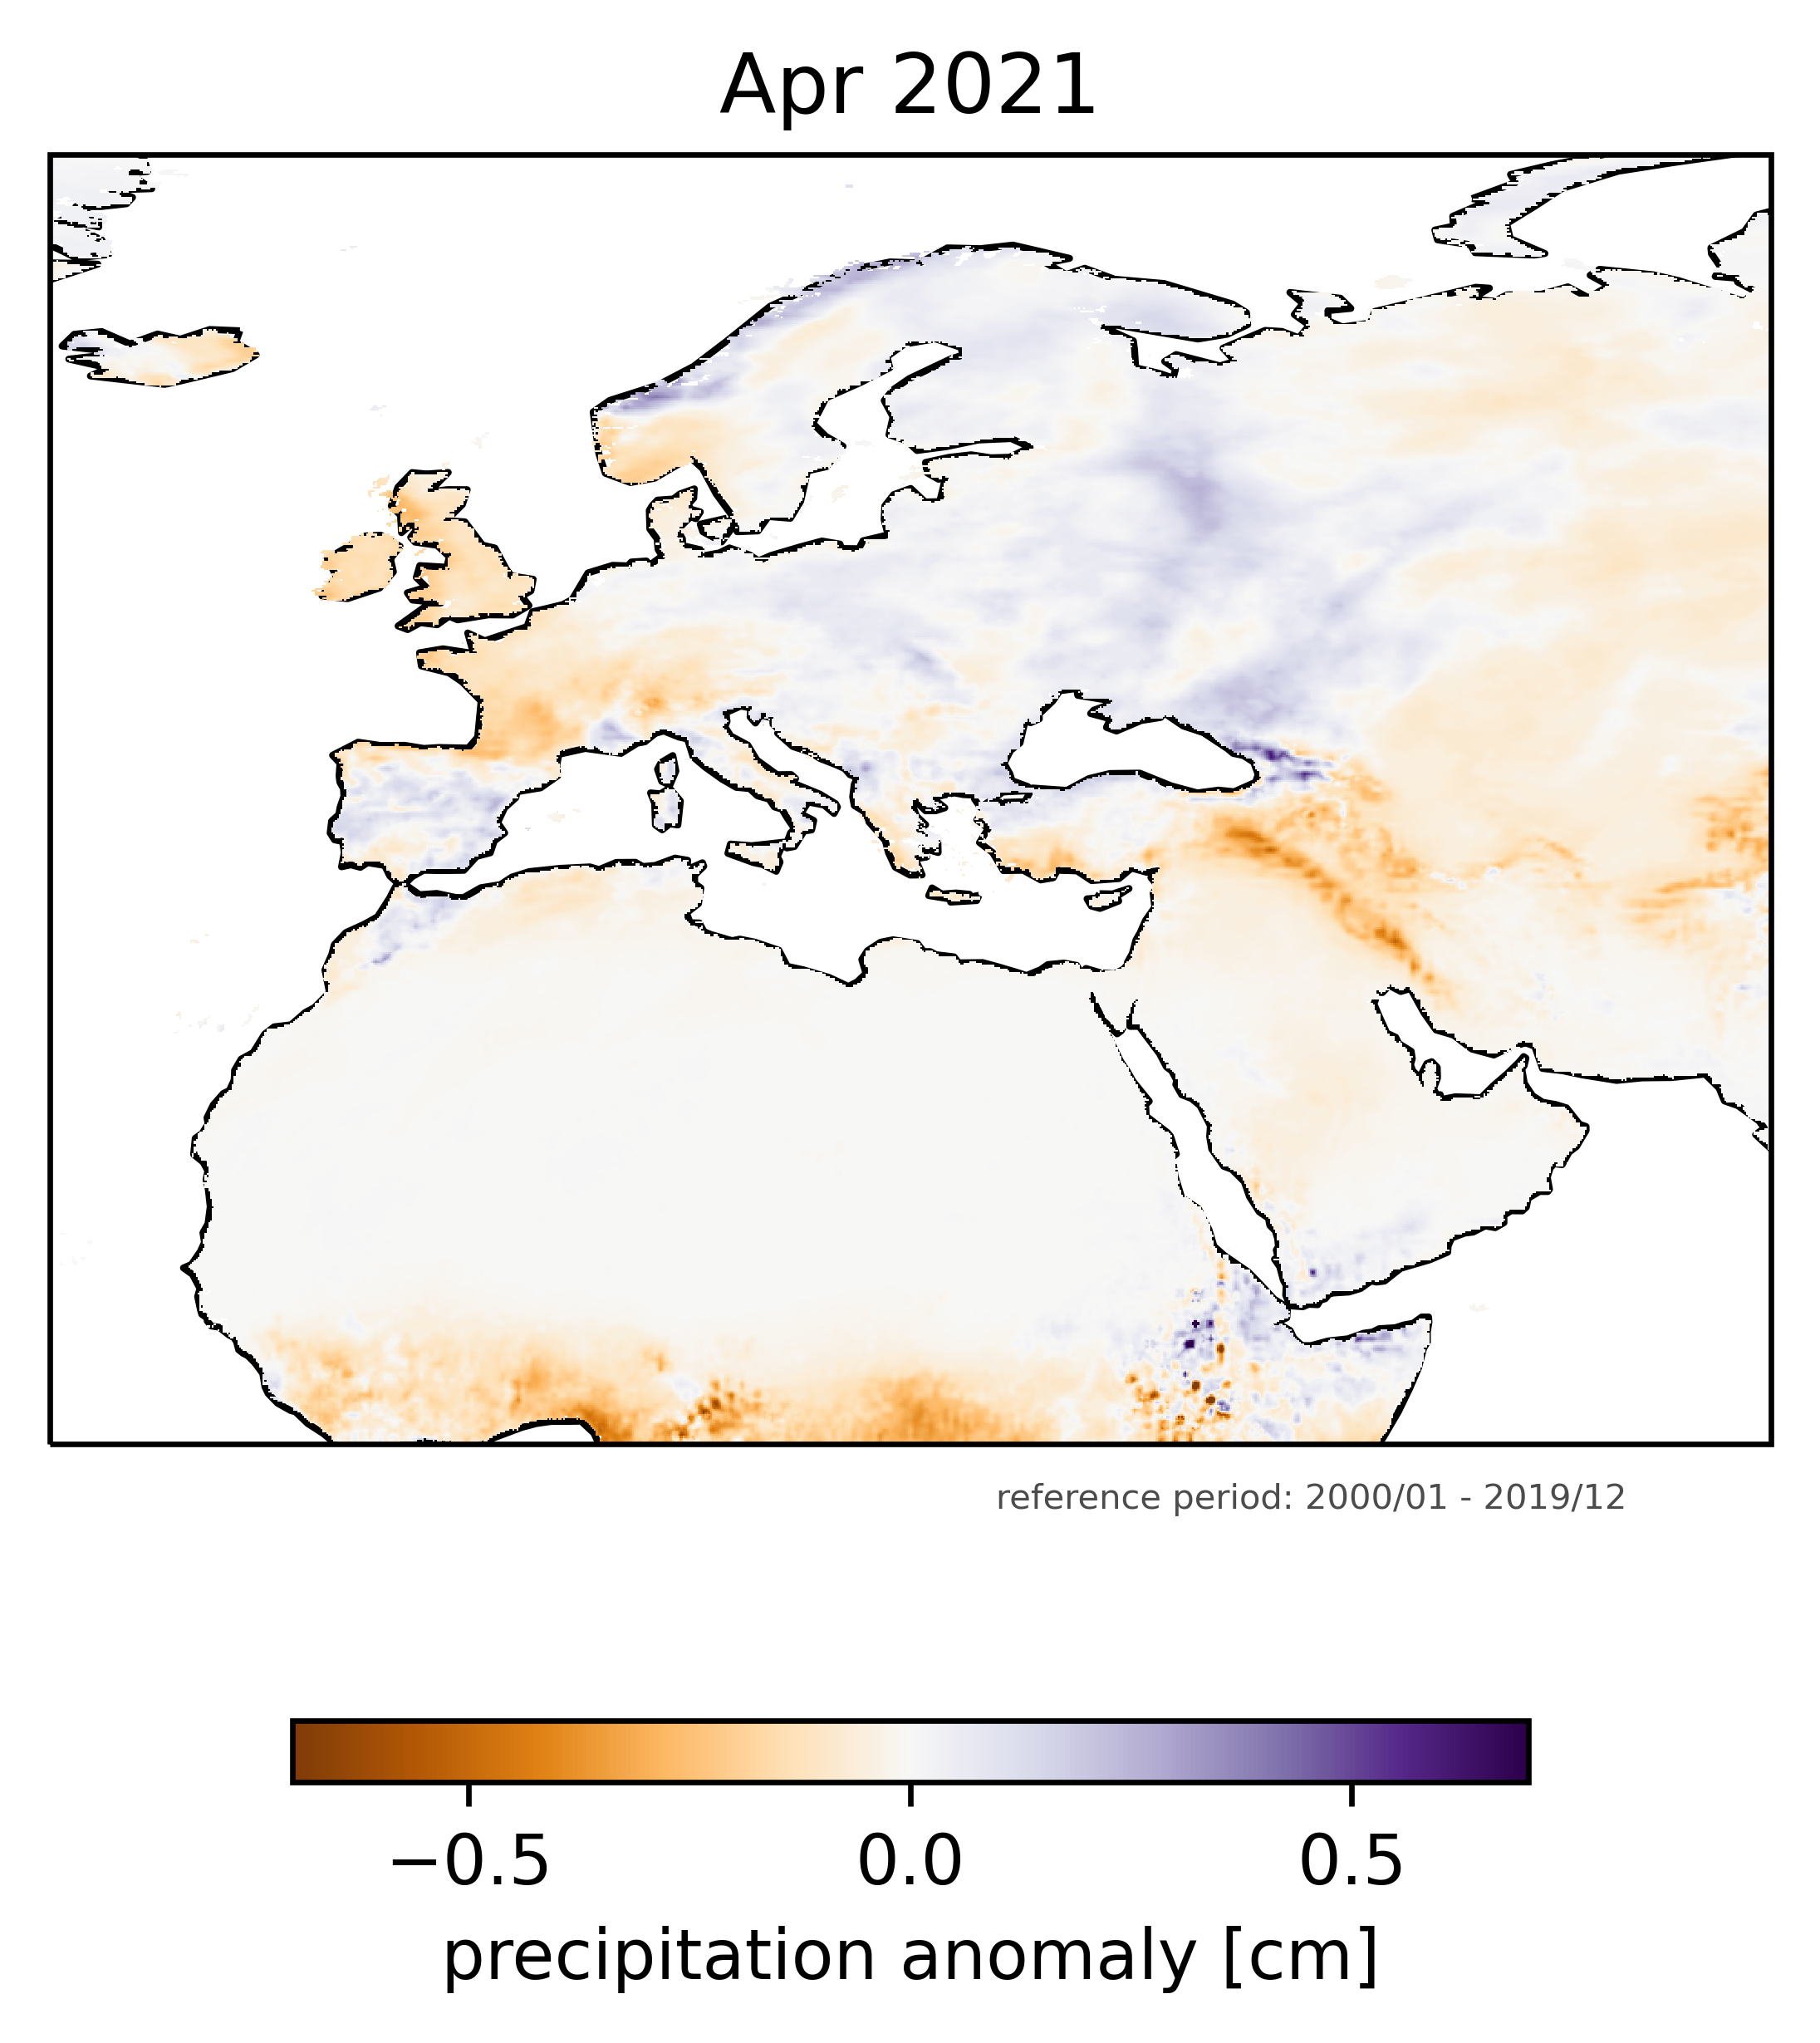 Apr 2021
reference period: 2000/01 - 2019/12
−0.5 0.0 0.5
precipitation anomaly [cm]